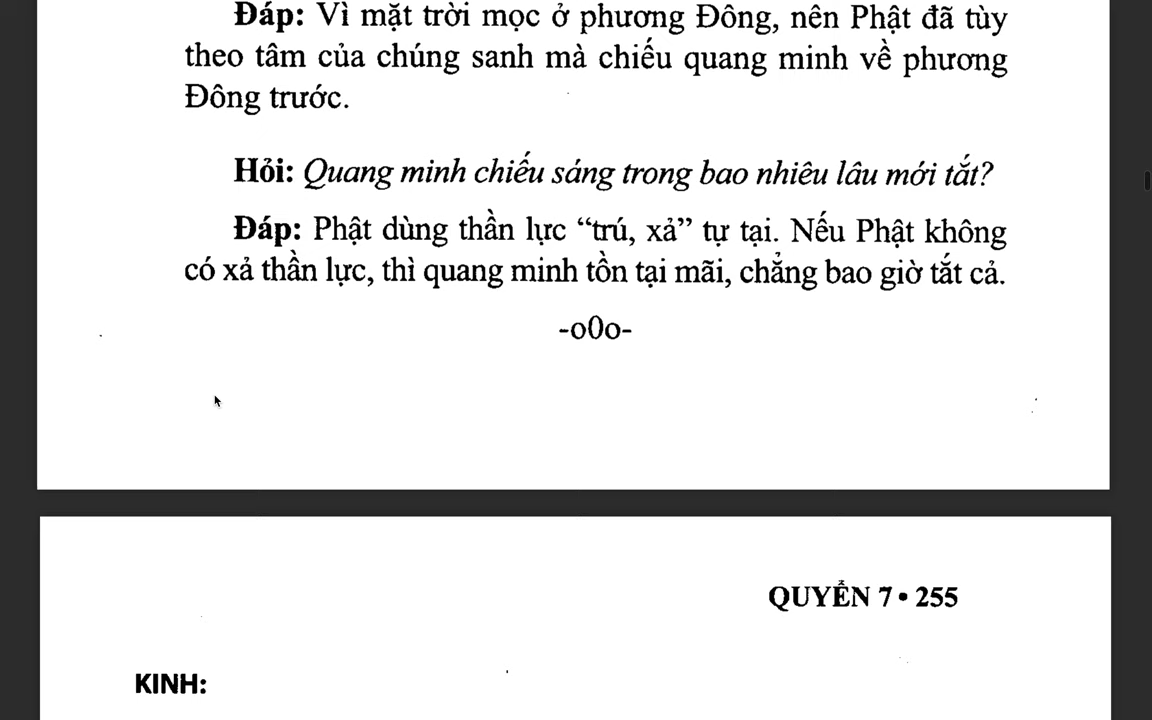 Đáp: Vì mặt trời mọc ở phương Đông, nên Phật đã tùy
theo tâm của chúng sanh mà chiếu quang minh về phương
Đông trước.
Hỏi: Quang minh chiếu sáng trong bao nhiêu lâu mới tắt?
Đáp: Phật dùng thần lực “trú, xả” tự tại. Nếu Phật không
có xả thần lực, thì quang minh tồn tại mãi, chẳng bao giờ tắt cả.
-o0o-
QUYỂN 7 • 255
KINH: